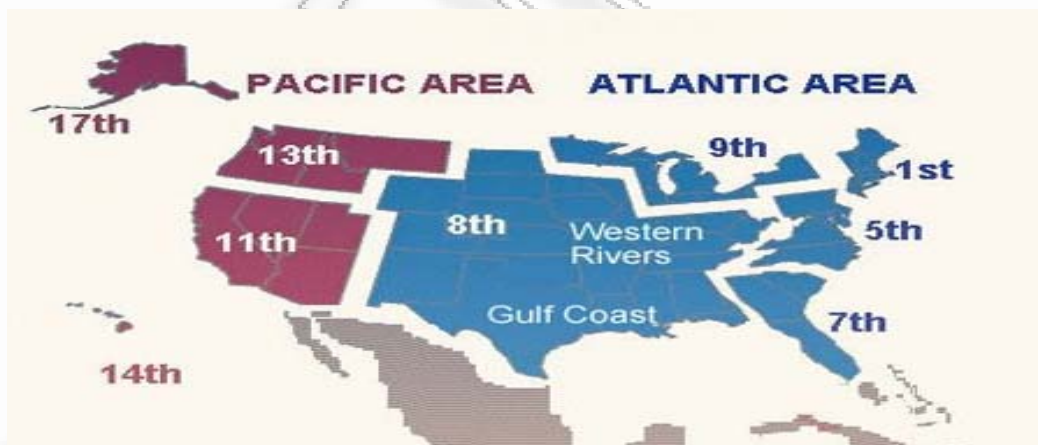 PACIFIC AREA
ATLANTIC AREA
17th
13th
9th
1st
8th
Western
Rivers
5th
11th
Gulf Coast
7th
14th